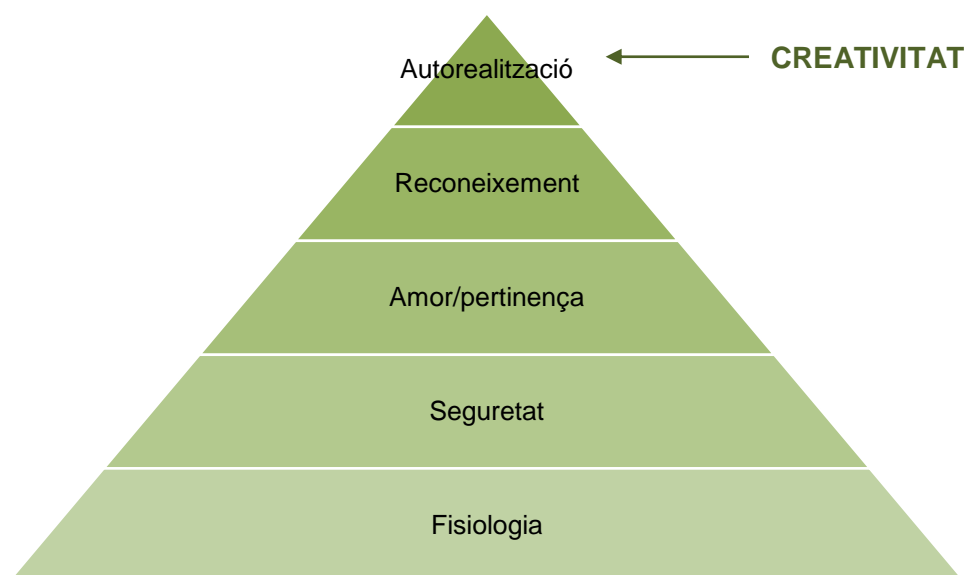 Autorealització
CREATIVITAT
Reconeixement
Amor/pertinença
Seguretat
Fisiologia